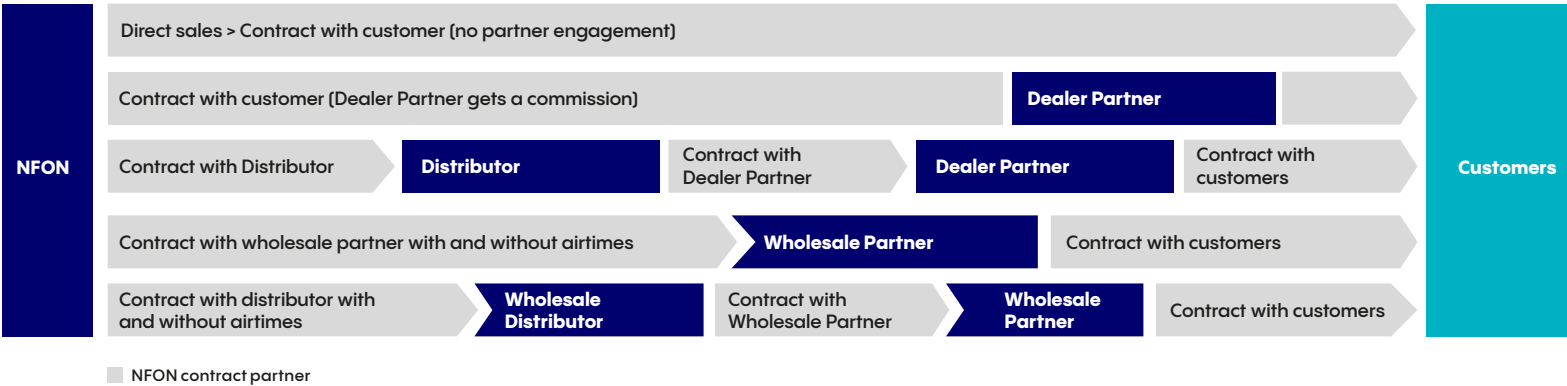 Direct sales > Contract with customer (no partner engagement)
Contract with customer (Dealer Partner gets a commission)
Dealer Partner
NFON
Contract with Distributor
Distributor
Contract with
Dealer Partner
Dealer Partner
Contract with
customers
Customers
Contract with wholesale partner with and without airtimes
Wholesale Partner
Contract with customers
Contract with distributor with
and without airtimes
Wholesale
Distributor
Contract with
Wholesale Partner
Wholesale
Partner
Contract with customers
NFON contract partner